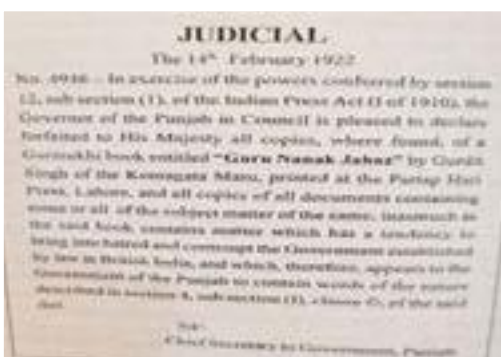 JUDICIAL
The 14th February 1922
No. 4936 – In exercise of the powers conferred by section
12, sub section (1), of the Indian Press Act (I of 1910), the
Governor of the Punjab in Council is pleased to declare
forfeited to His Majesty all copies, where found, of a
Gurmukhi book entitled "Guru Nanak Jahaz" by Gurdit
Singh of the Komagata Maru, printed at the Partap Hari
Press, Lahore, and all copies of all documents containing
some or all of the subject matter of the same, inasmuch as
the said book contains matter which has a tendency to
bring into hatred and contempt the Government established
by law in British India, and which, therefore, appears to the
Government of the Punjab to contain words of the nature
described in section 4, sub section (1), clause of the said
Act.
Chief Secretary to Government, Punjab